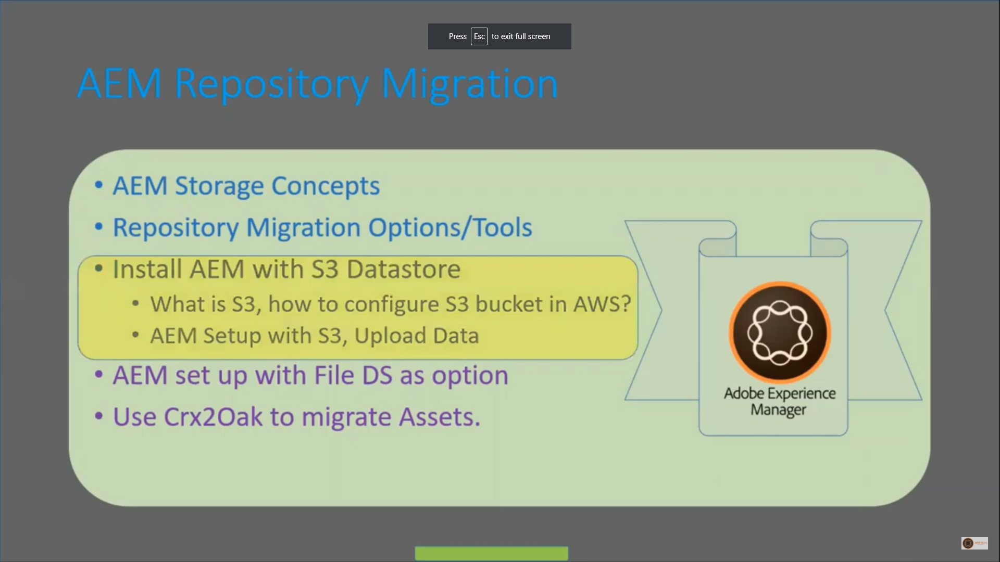 Press Esc to exit full screen
AEM Repository Migration
• AEM Storage Concepts
• Repository Migration Options/Tools
• Install AEM with S3 Datastore
• What is S3, how to configure S3 bucket in AWS?
• AEM Setup with S3, Upload Data
• AEM set up with File DS as option
• Use Crx2Oak to migrate Assets.
Adobe Experience
Manager